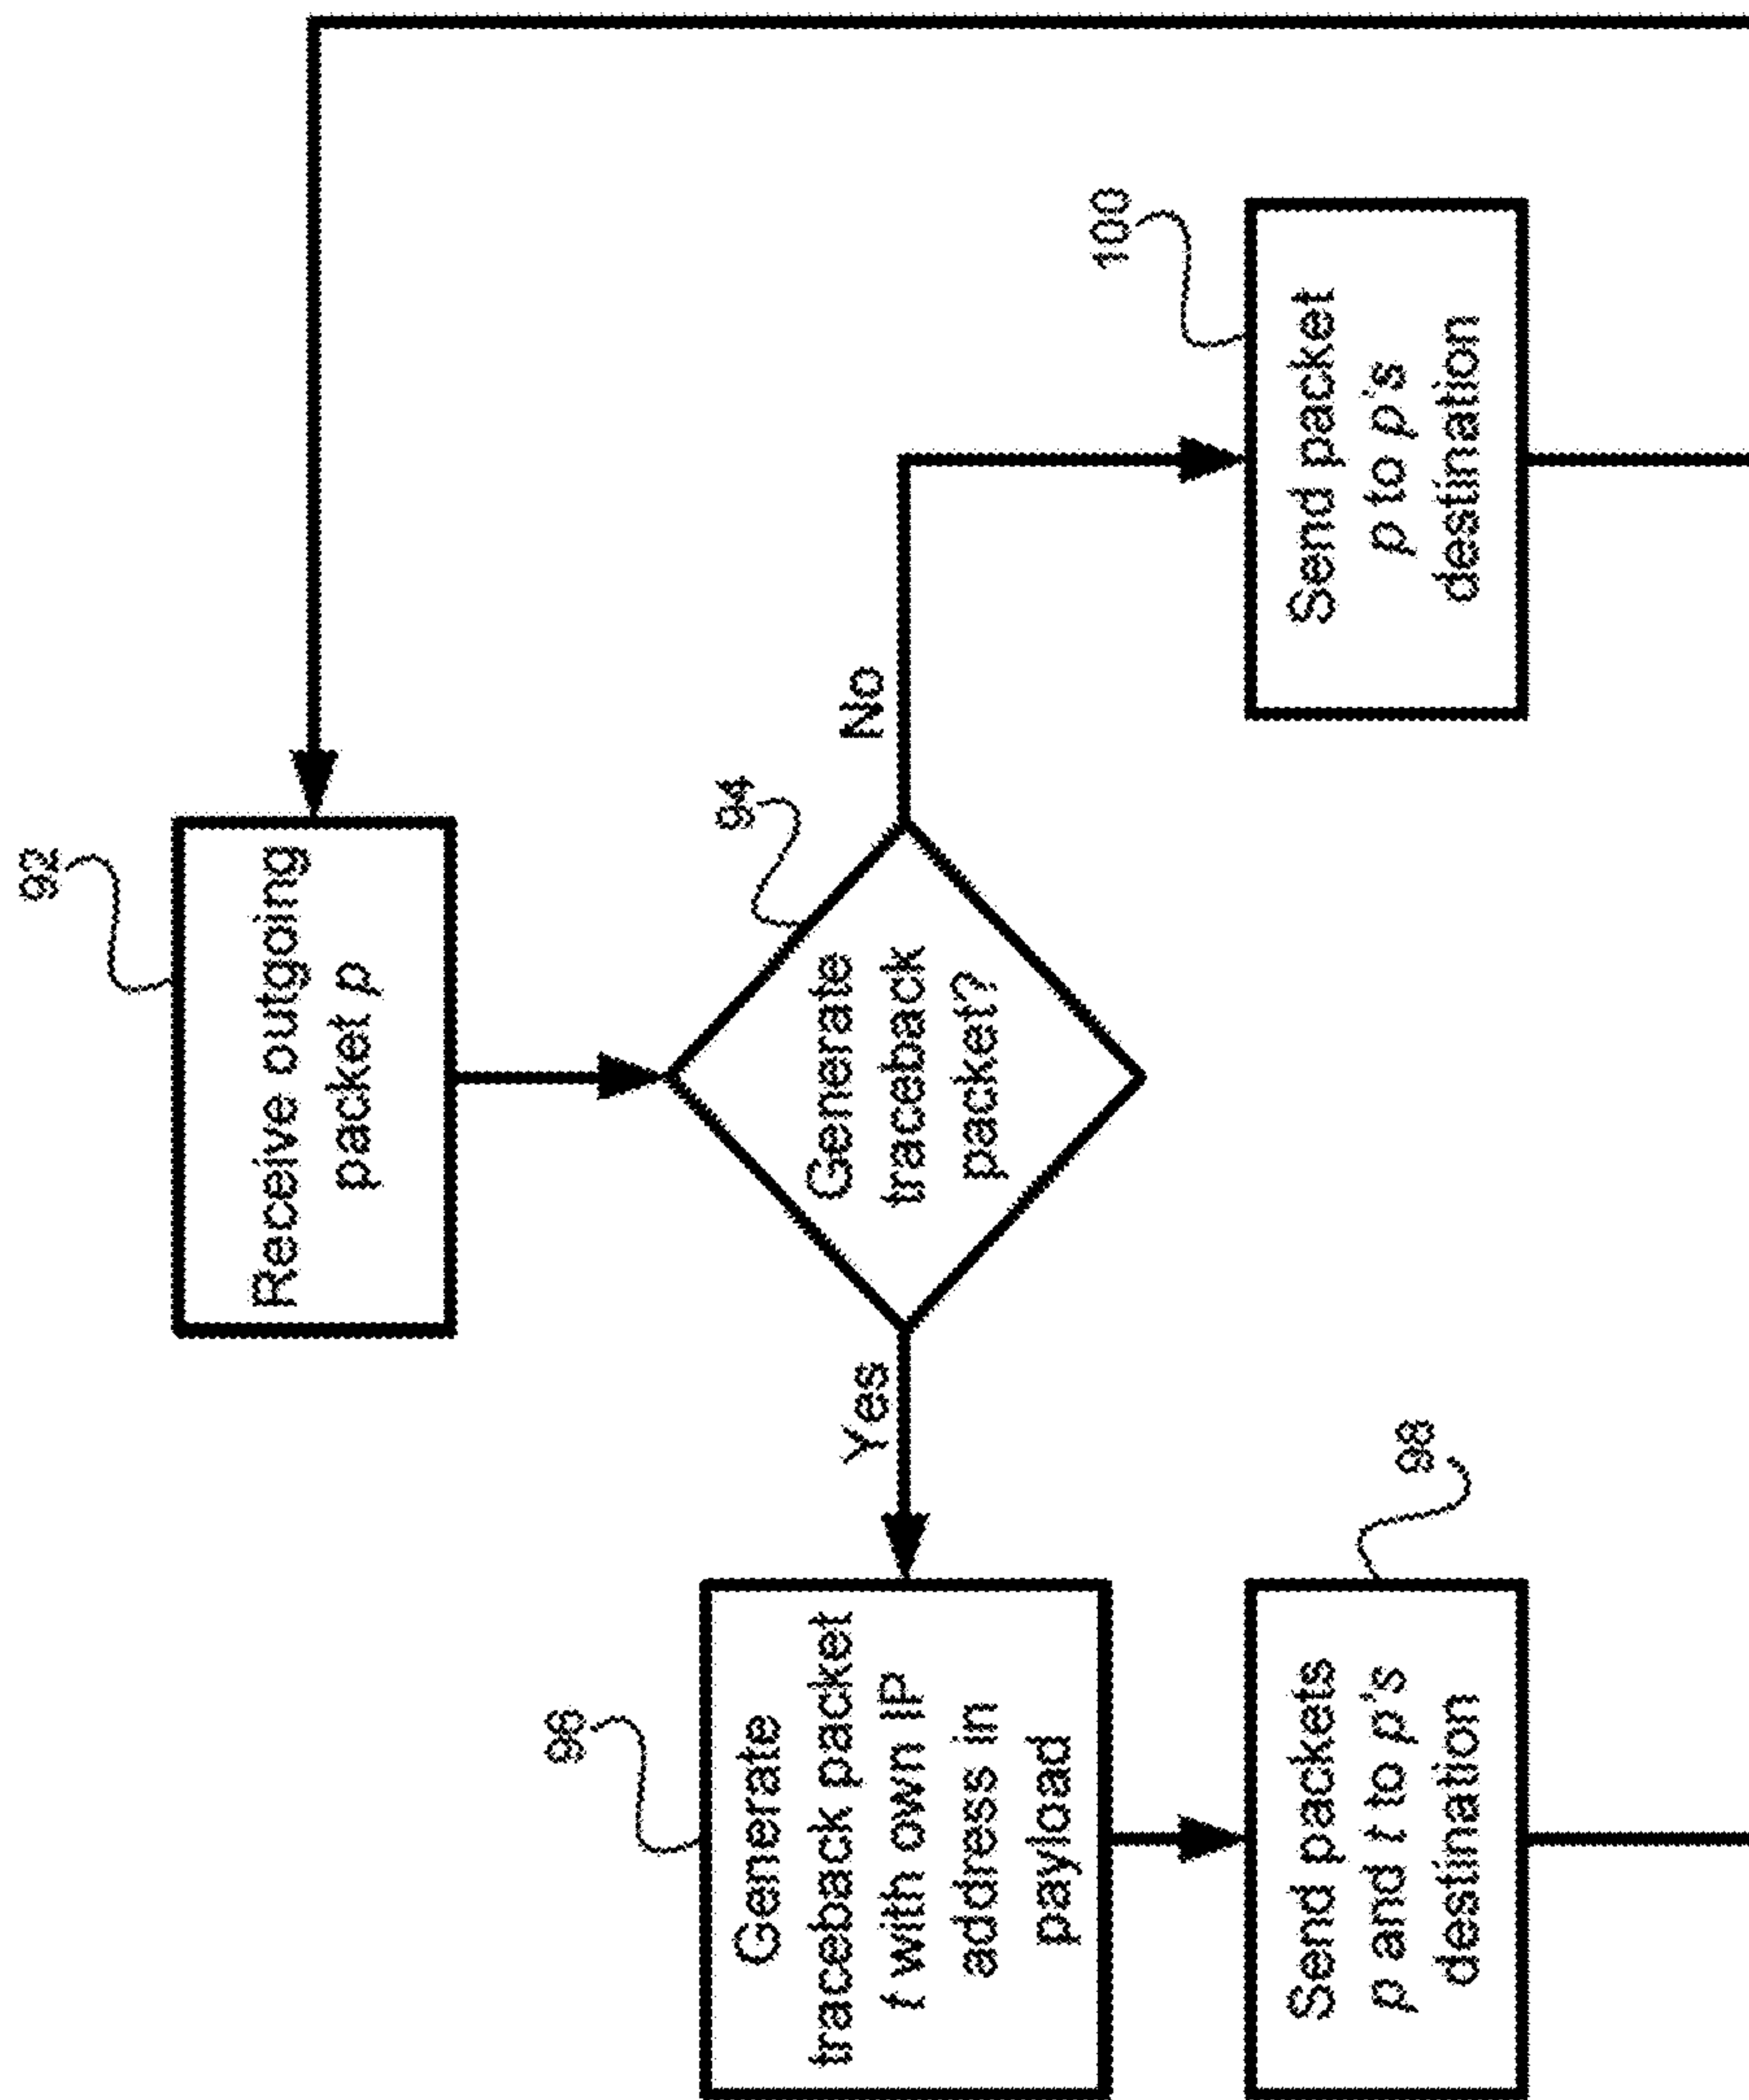 92
Receive outgoing
packet p
94
Generate
traceback
packet?
Yes
No
96
Generate
traceback packet
t with own IP
address in
payload
98
Send packets
p and t to p's
destination
100
Send packet
p to p's
destination